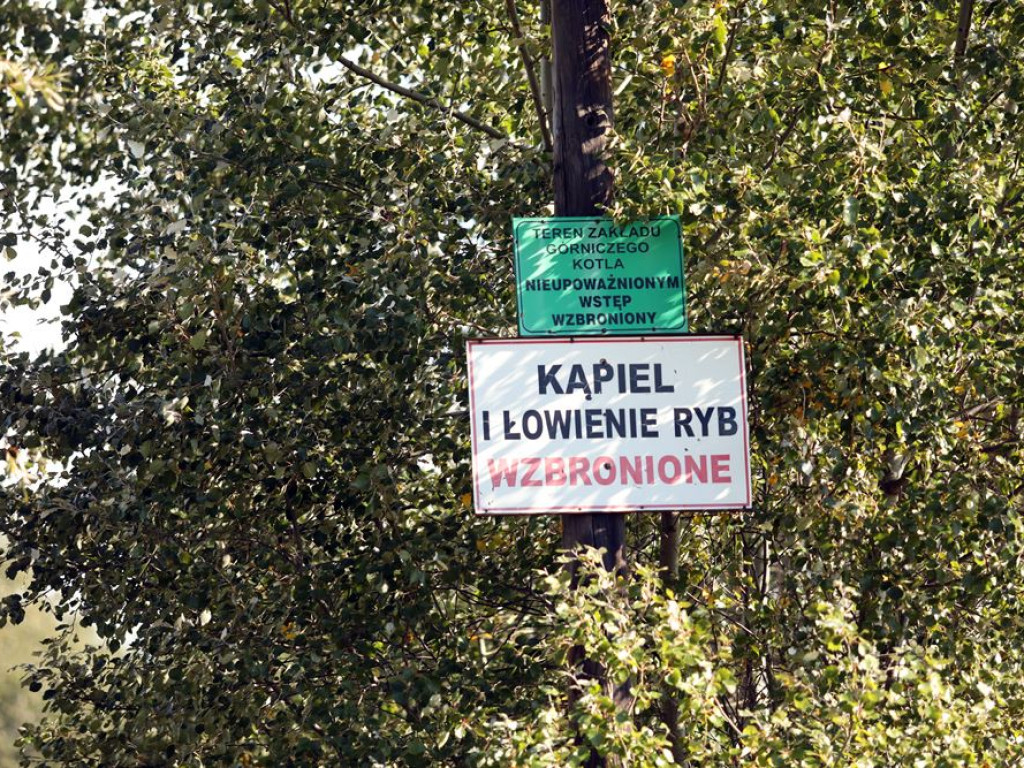 TEREN ZAKŁADU
GÓRNICZEGO
KOTLA
NIEUPOWAŻNIONYM
WSTĘP
WZBRONIONY
KĄPIEL
I ŁOWIENIE RYB
WZBRONIONE